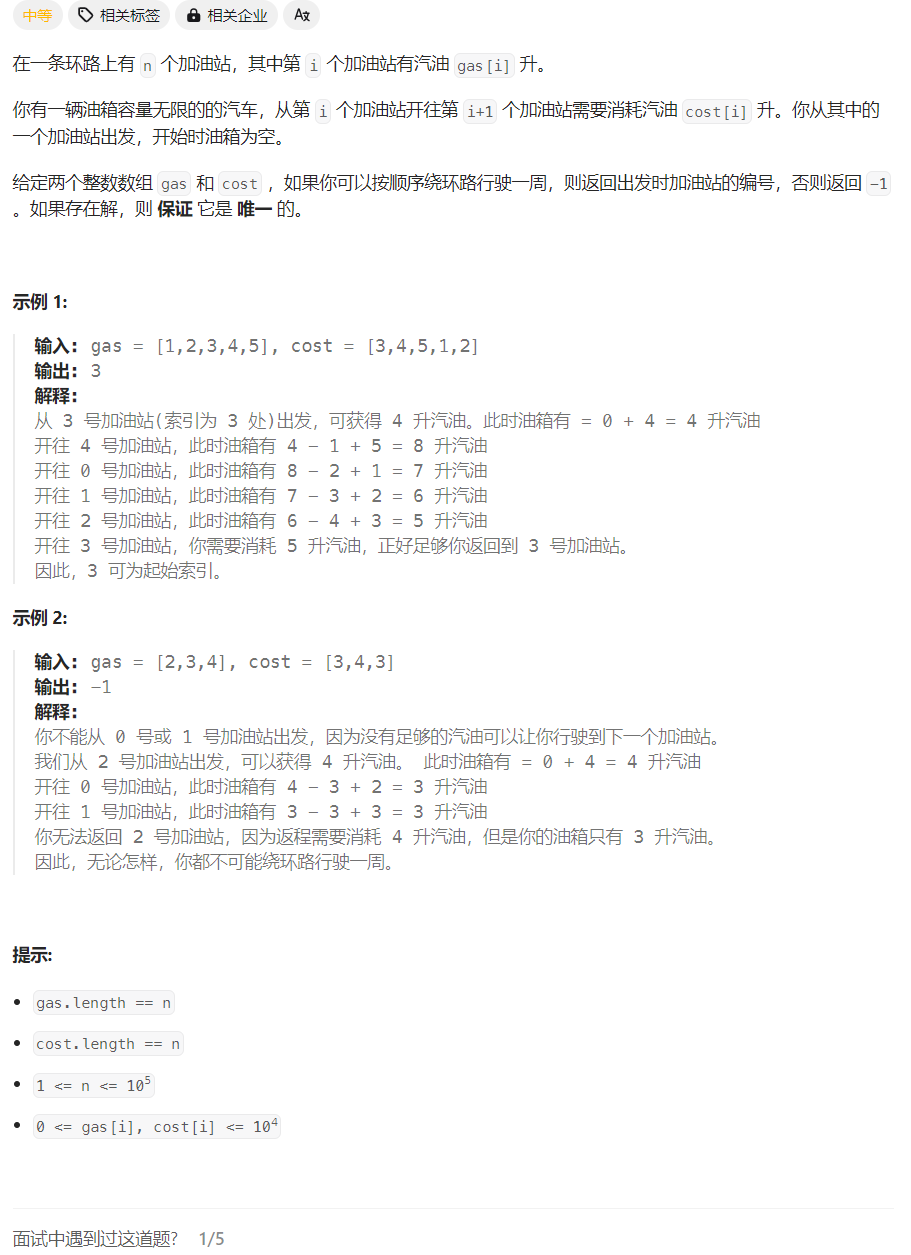 中等 相关标签 相关企业
在一条环路上有 n 个加油站，其中第 i 个加油站有汽油 gas[i] 升。
你有一辆油箱容量无限的的汽车，从第 i 个加油站开往第 i+1 个加油站需要消耗汽油 cost[i] 升。你从其中的
一个加油站出发，开始时油箱为空。
给定两个整数数组 gas 和 cost ，如果你可以按顺序绕环路行驶一周，则返回出发时加油站的编号，否则返回 -1
。如果存在解，则 保证 它是 唯一 的。
示例 1:
输入: gas = [1,2,3,4,5], cost = [3,4,5,1,2]
输出: 3
解释:
从 3 号加油站(索引为 3 处)出发，可获得 4 升汽油。此时油箱有 = 0 + 4 = 4 升汽油
开往 4 号加油站，此时油箱有 4 - 1 + 5 = 8 升汽油
开往 0 号加油站，此时油箱有 8 - 2 + 1 = 7 升汽油
开往 1 号加油站，此时油箱有 7 - 3 + 2 = 6 升汽油
开往 2 号加油站，此时油箱有 6 - 4 + 3 = 5 升汽油
开往 3 号加油站，你需要消耗 5 升汽油，正好足够你返回到 3 号加油站。
因此，3 可为起始索引。
示例 2:
输入: gas = [2,3,4], cost = [3,4,3]
输出: -1
解释:
你不能从 0 号或 1 号加油站出发，因为没有足够的汽油可以让你行驶到下一个加油站。
我们从 2 号加油站出发，可以获得 4 升汽油。 此时油箱有 = 0 + 4 = 4 升汽油
开往 0 号加油站，此时油箱有 4 - 3 + 2 = 3 升汽油
开往 1 号加油站，此时油箱有 3 - 3 + 3 = 3 升汽油
你无法返回 2 号加油站，因为返程需要消耗 4 升汽油，但是你的油箱只有 3 升汽油。
因此，无论怎样，你都不可能绕环路行驶一周。
提示:
gas.length == n
cost.length == n
1 <= n <= 10⁵
0 <= gas[i], cost[i] <= 10⁴
面试中遇到过这道题? 1/5